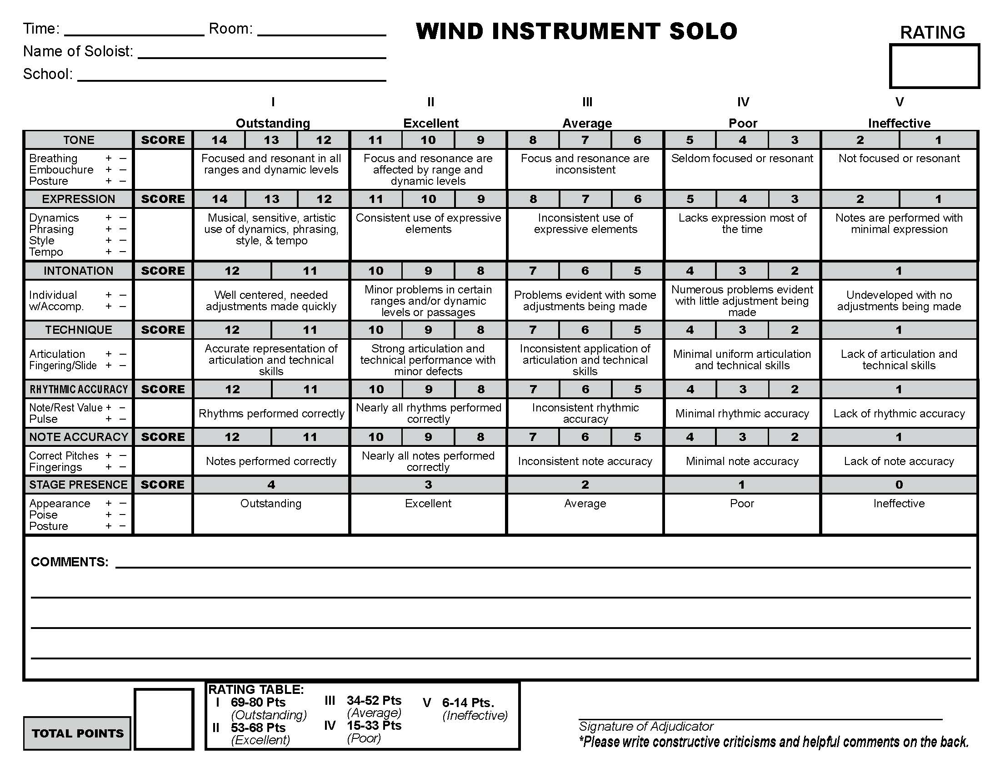 Time: Room: WIND INSTRUMENT SOLO RATING
Name of Soloist:
School:
I II III IV V
Outstanding Excellent Average Poor Ineffective
TONE SCORE 14 13 12 11 10 9 8 7 6 5 4 3 2 1
Breathing + – Focused and resonant in all Focus and resonance are Focus and resonance are Seldom focused or resonant Not focused or resonant
Embouchure + – ranges and dynamic levels affected by range and inconsistent
Posture + – dynamic levels
EXPRESSION SCORE 14 13 12 11 10 9 8 7 6 5 4 3 2 1
Dynamics + – Musical, sensitive, artistic Consistent use of expressive Inconsistent use of Lacks expression most of Notes are performed with
Phrasing + – use of dynamics, phrasing, elements expressive elements the time minimal expression
Style + – style, & tempo
Tempo + –
INTONATION SCORE 12 11 10 9 8 7 6 5 4 3 2 1
Minor problems in certain Numerous problems evident
Individual + – Well centered, needed ranges and/or dynamic Problems evident with some with little adjustment being Undeveloped with no
w/Accomp. + – adjustments made quickly levels or passages adjustments being made made adjustments being made
TECHNIQUE SCORE 12 11 10 9 8 7 6 5 4 3 2 1
Accurate representation of Strong articulation and Inconsistent application of
Articulation + – articulation and technical technical performance with articulation and technical Minimal uniform articulation Lack of articulation and
Fingering/Slide + – skills minor defects skills and technical skills technical skills
RHYTHMIC ACCURACY SCORE 12 11 10 9 8 7 6 5 4 3 2 1
Note/Rest Value + – Rhythms performed correctly Nearly all rhythms performed Inconsistent rhythmic Minimal rhythmic accuracy Lack of rhythmic accuracy
Pulse + – correctly accuracy
NOTE ACCURACY SCORE 12 11 10 9 8 7 6 5 4 3 2 1
Correct Pitches + – Notes performed correctly Nearly all notes performed Inconsistent note accuracy Minimal note accuracy Lack of note accuracy
Fingerings + – correctly
STAGE PRESENCE SCORE 4 3 2 1 0
Appearance + – Outstanding Excellent Average Poor Ineffective
Poise + –
Posture + –
COMMENTS:
RATING TABLE:
I 69-80 Pts III 34-52 Pts V 6-14 Pts.
(Outstanding) (Average) (Ineffective)
II 53-68 Pts IV 15-33 Pts
(Excellent) (Poor)
TOTAL POINTS
Signature of Adjudicator
*Please write constructive criticisms and helpful comments on the back.